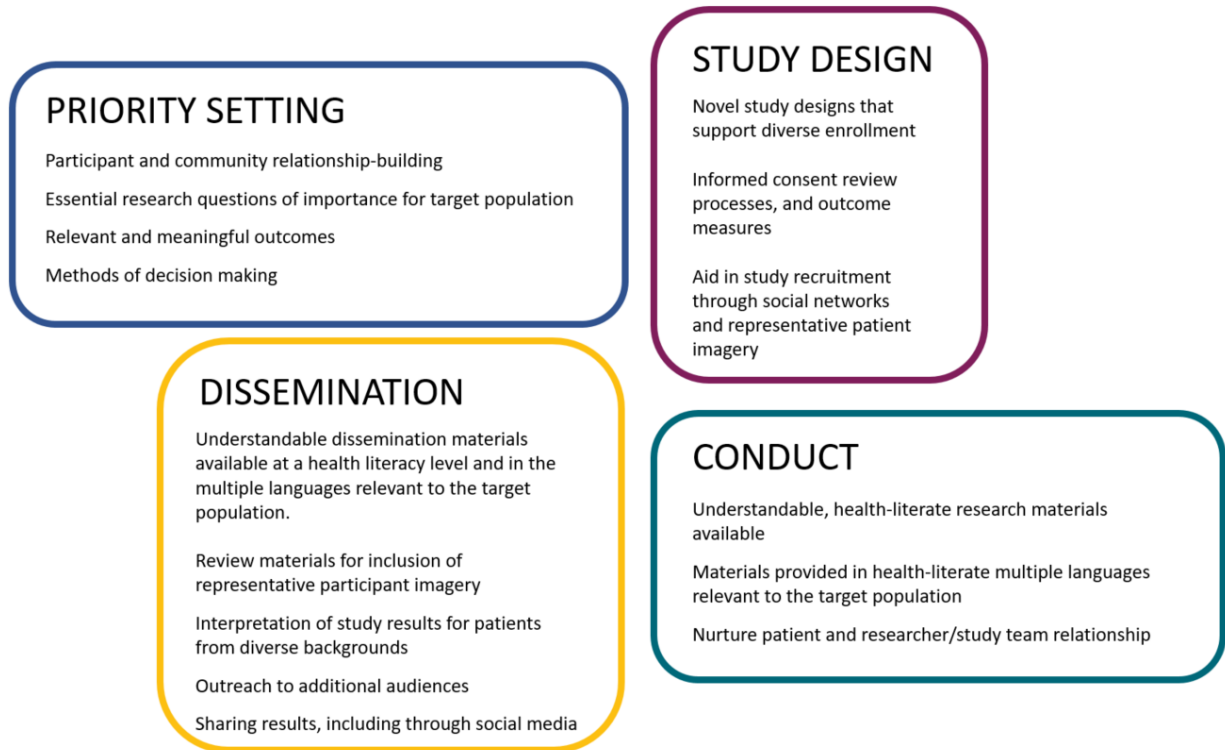 PRIORITY SETTING
Participant and community relationship-building
Essential research questions of importance for target population
Relevant and meaningful outcomes
Methods of decision making
STUDY DESIGN
Novel study designs that
support diverse enrollment
Informed consent review
processes, and outcome
measures
Aid in study recruitment
through social networks
and representative patient
imagery
DISSEMINATION
Understandable dissemination materials
available at a health literacy level and in the
multiple languages relevant to the target
population.
Review materials for inclusion of
representative participant imagery
Interpretation of study results for patients
from diverse backgrounds
Outreach to additional audiences
Sharing results, including through social media
CONDUCT
Understandable, health-literate research materials
available
Materials provided in health-literate multiple languages
relevant to the target population
Nurture patient and researcher/study team relationship